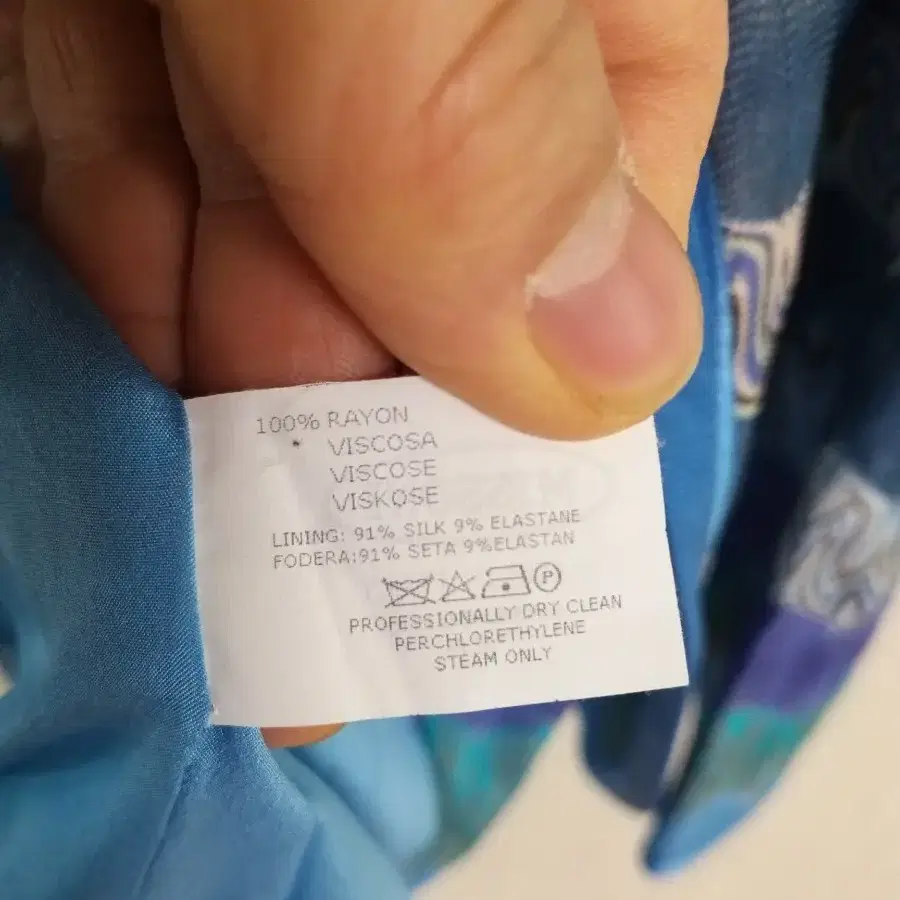 100% RAYON
VISCOSA
VISCOSE
VISKOSE
LINING: 91% SILK 9% ELASTANE
FODERA:91% SETA 9%ELASTAN
P
PROFESSIONALLY DRY CLEAN
PERCHLORETHYLENE
STEAM ONLY